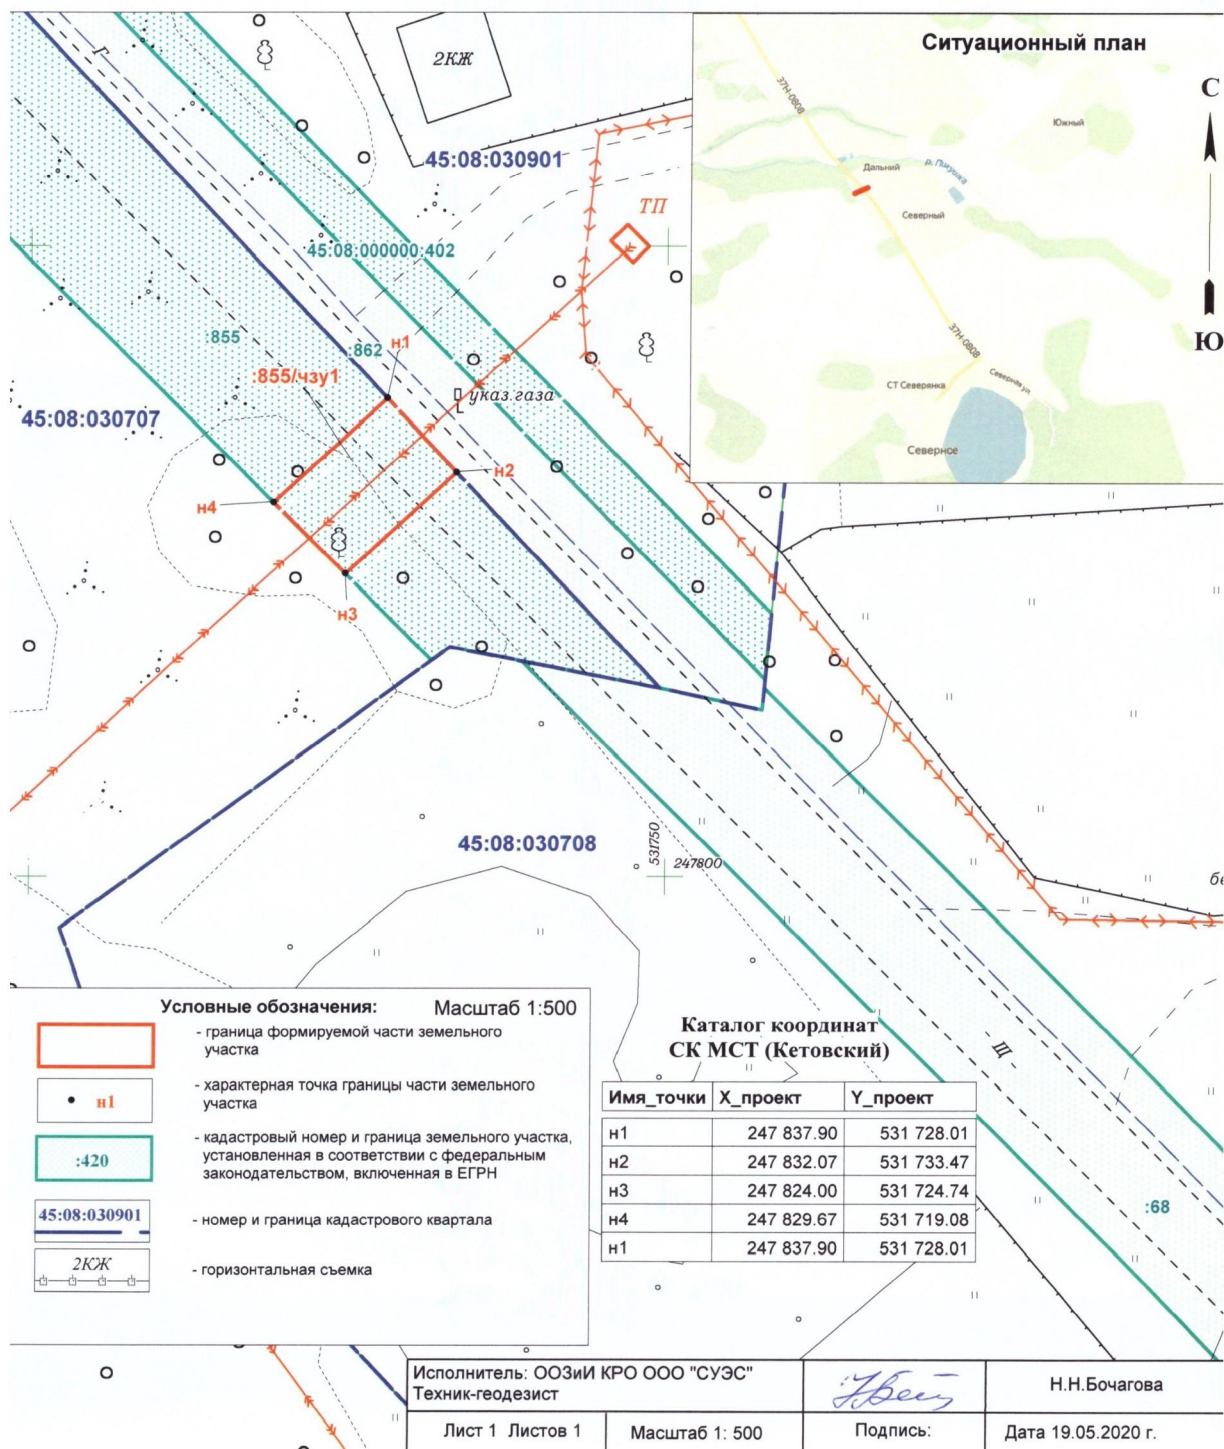 Ситуационный план
С
Ю
37Н-0808
Южный
Дальний
р. Пикушка
Северный
37Н-0808
СТ Северянка
Северная ул.
Северное
Г
2КЖ
45:08:030901
ТП
45:08:000000:402
:855
:862
н1
:855/чзу1
указ.газа
45:08:030707
н2
н4
н3
45:08:030708
531750
247800
Щ
:68
Условные обозначения: Масштаб 1:500
- граница формируемой части земельного
участка
н1
- характерная точка границы части земельного
участка
:420
- кадастровый номер и граница земельного участка,
установленная в соответствии с федеральным
законодательством, включенная в ЕГРН
45:08:030901
- номер и граница кадастрового квартала
2КЖ
- горизонтальная съемка
Каталог координат
СК МСТ (Кетовский)
Имя_точки X_проект Y_проект
н1 247 837.90 531 728.01
н2 247 832.07 531 733.47
н3 247 824.00 531 724.74
н4 247 829.67 531 719.08
н1 247 837.90 531 728.01
Исполнитель: ООЗиИ КРО ООО "СУЭС"
Техник-геодезист
Н.Н.Бочагова
Лист 1 Листов 1 Масштаб 1: 500 Подпись: Дата 19.05.2020 г.